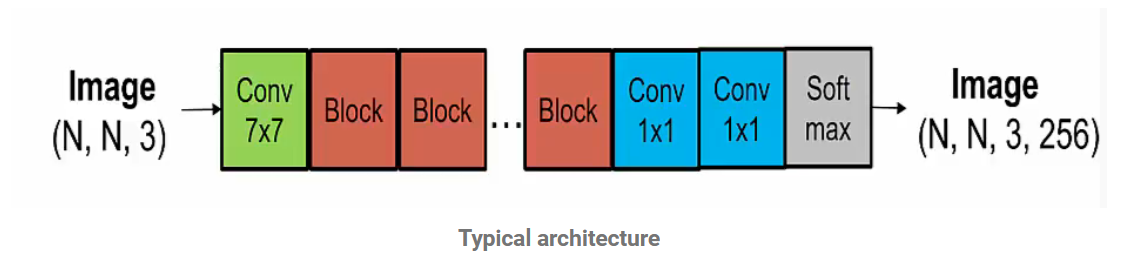 Image
(N, N, 3)
Conv
7x7
Block
Block
...
Block
Conv
1x1
Conv
1x1
Soft
max
Image
(N, N, 3, 256)
Typical architecture